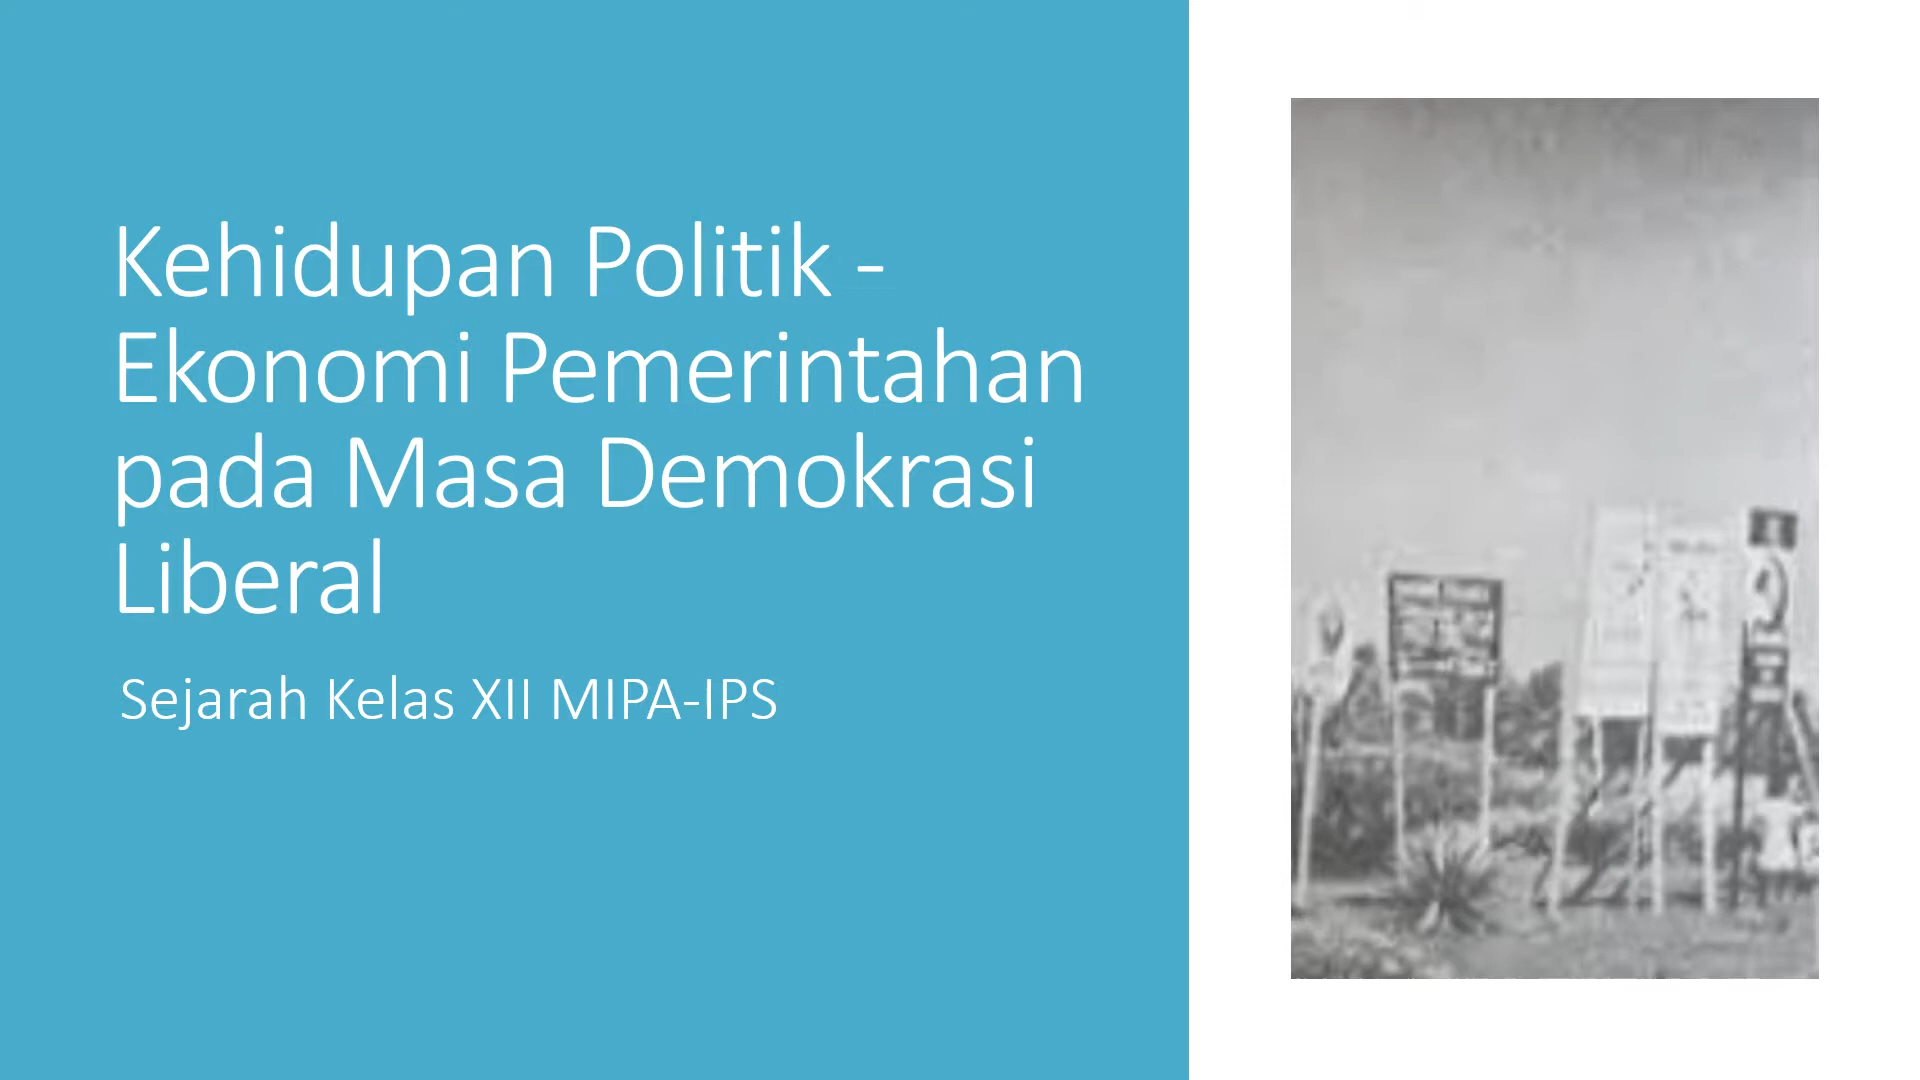 Kehidupan Politik -
Ekonomi Pemerintahan
pada Masa Demokrasi
Liberal
Sejarah Kelas XII MIPA-IPS